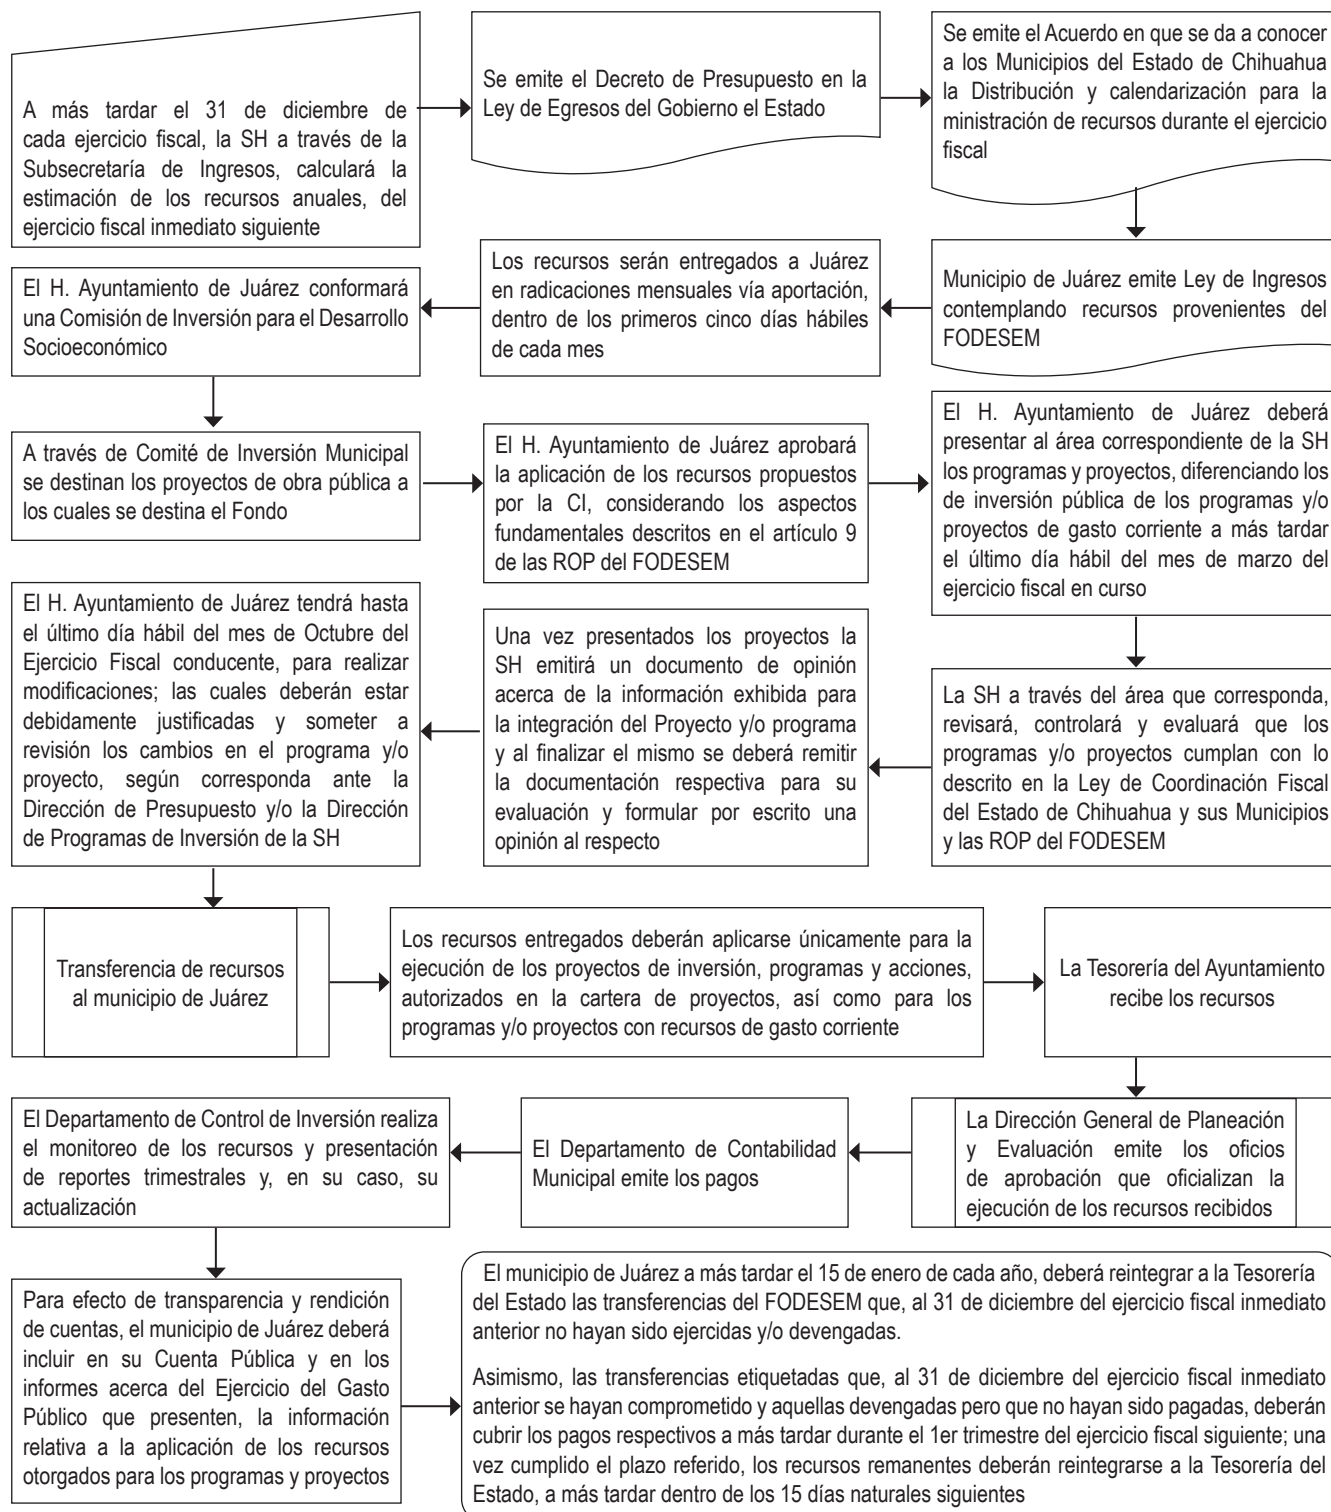 A más tardar el 31 de diciembre de
cada ejercicio fiscal, la SH a través de la
Subsecretaría de Ingresos, calculará la
estimación de los recursos anuales, del
ejercicio fiscal inmediato siguiente
Se emite el Decreto de Presupuesto en la
Ley de Egresos del Gobierno el Estado
Se emite el Acuerdo en que se da a conocer
a los Municipios del Estado de Chihuahua
la Distribución y calendarización para la
ministración de recursos durante el ejercicio
fiscal
Municipio de Juárez emite Ley de Ingresos
contemplando recursos provenientes del
FODESEM
Los recursos serán entregados a Juárez
en radicaciones mensuales vía aportación,
dentro de los primeros cinco días hábiles
de cada mes
El H. Ayuntamiento de Juárez conformará
una Comisión de Inversión para el Desarrollo
Socioeconómico
A través de Comité de Inversión Municipal
se destinan los proyectos de obra pública a
los cuales se destina el Fondo
El H. Ayuntamiento de Juárez aprobará
la aplicación de los recursos propuestos
por la CI, considerando los aspectos
fundamentales descritos en el artículo 9
de las ROP del FODESEM
El H. Ayuntamiento de Juárez deberá
presentar al área correspondiente de la SH
los programas y proyectos, diferenciando los
de inversión pública de los programas y/o
proyectos de gasto corriente a más tardar
el último día hábil del mes de marzo del
ejercicio fiscal en curso
La SH a través del área que corresponda,
revisará, controlará y evaluará que los
programas y/o proyectos cumplan con lo
descrito en la Ley de Coordinación Fiscal
del Estado de Chihuahua y sus Municipios
y las ROP del FODESEM
Una vez presentados los proyectos la
SH emitirá un documento de opinión
acerca de la información exhibida para
la integración del Proyecto y/o programa
y al finalizar el mismo se deberá remitir
la documentación respectiva para su
evaluación y formular por escrito una
opinión al respecto
El H. Ayuntamiento de Juárez tendrá hasta
el último día hábil del mes de Octubre del
Ejercicio Fiscal conducente, para realizar
modificaciones; las cuales deberán estar
debidamente justificadas y someter a
revisión los cambios en el programa y/o
proyecto, según corresponda ante la
Dirección de Presupuesto y/o la Dirección
de Programas de Inversión de la SH
Transferencia de recursos
al municipio de Juárez
Los recursos entregados deberán aplicarse únicamente para la
ejecución de los proyectos de inversión, programas y acciones,
autorizados en la cartera de proyectos, así como para los
programas y/o proyectos con recursos de gasto corriente
La Tesorería del Ayuntamiento
recibe los recursos
La Dirección General de Planeación
y Evaluación emite los oficios
de aprobación que oficializan la
ejecución de los recursos recibidos
El Departamento de Contabilidad
Municipal emite los pagos
El Departamento de Control de Inversión realiza
el monitoreo de los recursos y presentación
de reportes trimestrales y, en su caso, su
actualización
Para efecto de transparencia y rendición
de cuentas, el municipio de Juárez deberá
incluir en su Cuenta Pública y en los
informes acerca del Ejercicio del Gasto
Público que presenten, la información
relativa a la aplicación de los recursos
otorgados para los programas y proyectos
El municipio de Juárez a más tardar el 15 de enero de cada año, deberá reintegrar a la Tesorería
del Estado las transferencias del FODESEM que, al 31 de diciembre del ejercicio fiscal inmediato
anterior no hayan sido ejercidas y/o devengadas.
Asimismo, las transferencias etiquetadas que, al 31 de diciembre del ejercicio fiscal inmediato
anterior se hayan comprometido y aquellas devengadas pero que no hayan sido pagadas, deberán
cubrir los pagos respectivos a más tardar durante el 1er trimestre del ejercicio fiscal siguiente; una
vez cumplido el plazo referido, los recursos remanentes deberán reintegrarse a la Tesorería del
Estado, a más tardar dentro de los 15 días naturales siguientes